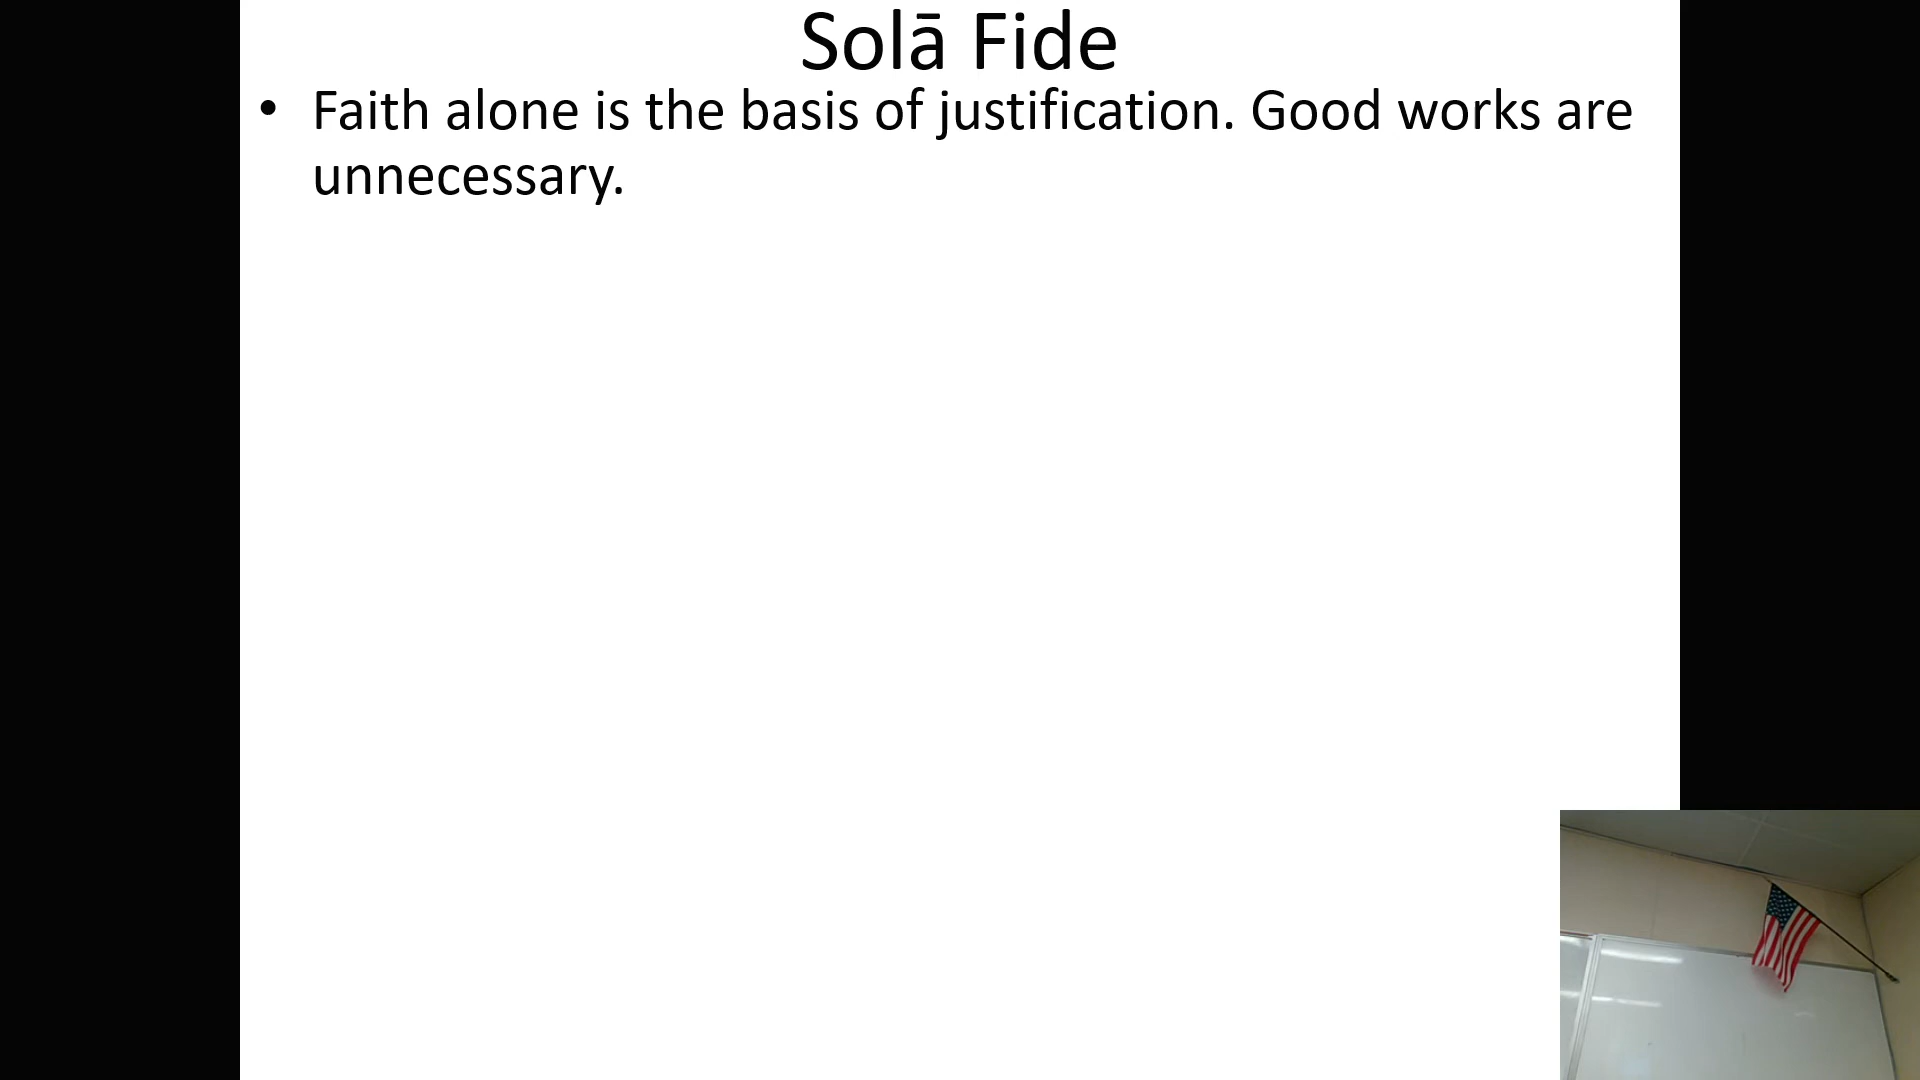 Solā Fide
• Faith alone is the basis of justification. Good works are
unnecessary.